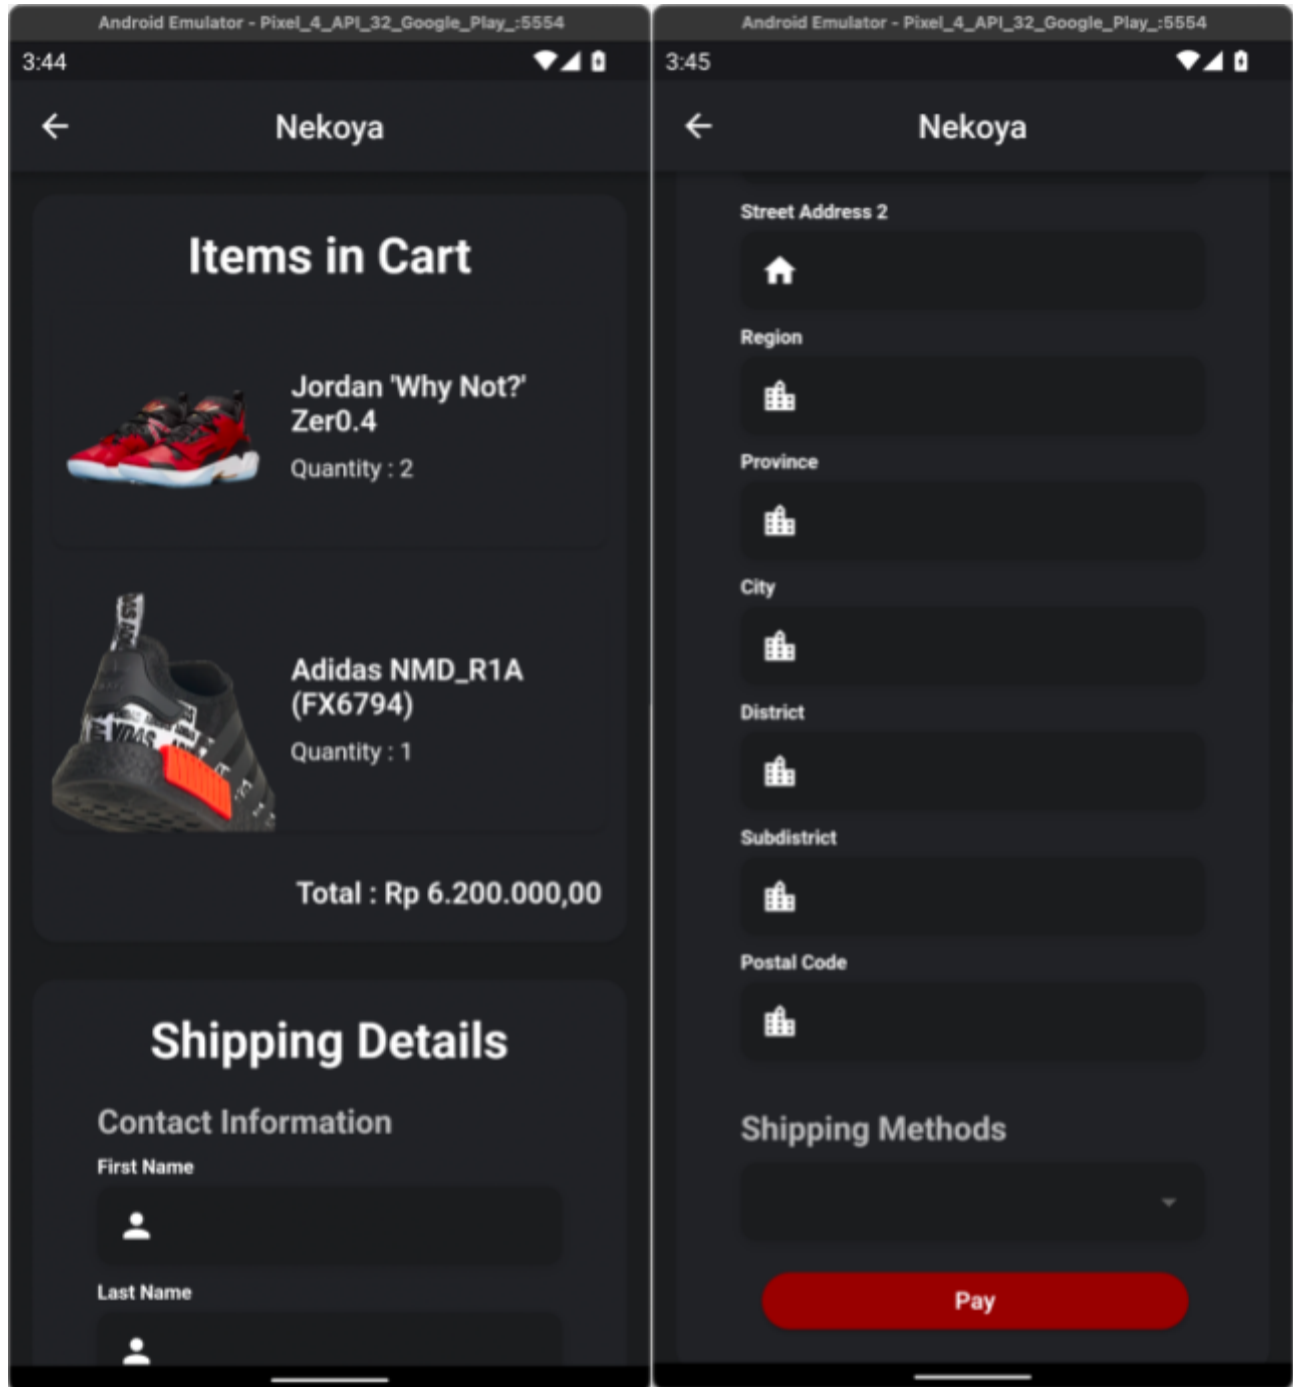 Android Emulator - Pixel_4_API_32_Google_Play_:5554
3:44
Nekoya
Items in Cart
Jordan 'Why Not?'
Zer0.4
Quantity : 2
Adidas NMD_R1A
(FX6794)
Quantity : 1
Total : Rp 6.200.000,00
Shipping Details
Contact Information
First Name
Last Name
Android Emulator - Pixel_4_API_32_Google_Play_:5554
3:45
Nekoya
Street Address 2
Region
Province
City
District
Subdistrict
Postal Code
Shipping Methods
Pay